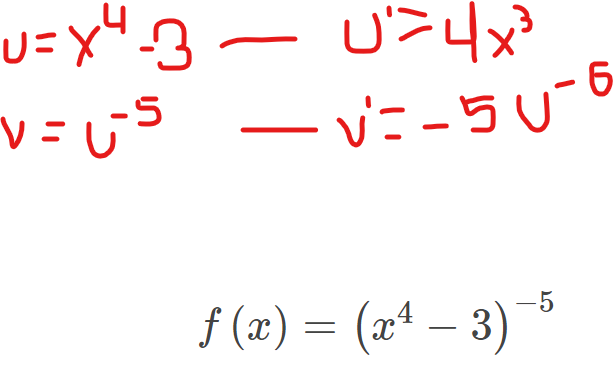 u = x⁴ - 3 — u' = 4x³
v = u⁻⁵ — v' = -5u⁻⁶
f(x) = (x⁴ − 3)⁻⁵